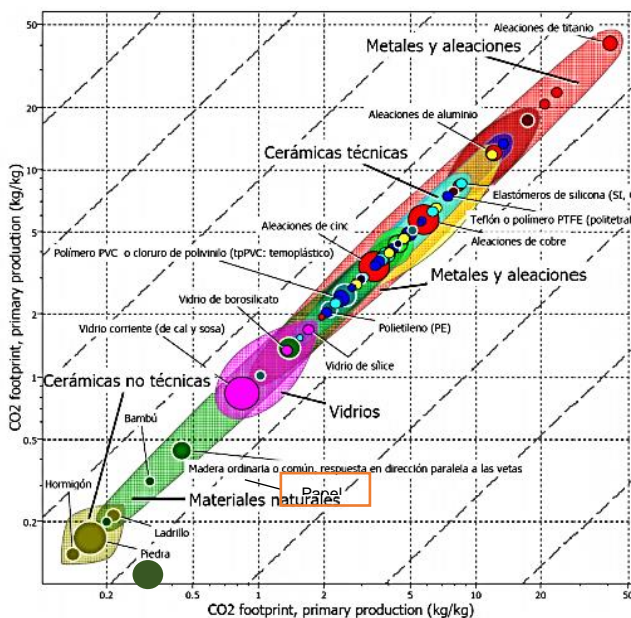 50
20
10
5
2
1
0.5
0.2
CO2 footprint, primary production (kg/kg)
Aleaciones de titanio
Metales y aleaciones
Aleaciones de aluminio
Cerámicas técnicas
Elastómeros de silicona (SI,
Teflón o polímero PTFE (politetral
Aleaciones de cinc
Aleaciones de cobre
Polímero PVC o cloruro de polivinilo (tpPVC: temoplástico)
Metales y aleaciones
Vidrio de borosilicato
Polietileno (PE)
Vidrio corriente (de cal y sosa)
Vidrio de sílice
Cerámicas no técnicas
Vidrios
Bambú
Madera ordinaria o común, respuesta en dirección paralela a las vetas
Hormigón
Papel
Materiales naturales
Ladrillo
Piedra
0.1 0.2 0.5 1 2 5 10 20 50
CO2 footprint, primary production (kg/kg)